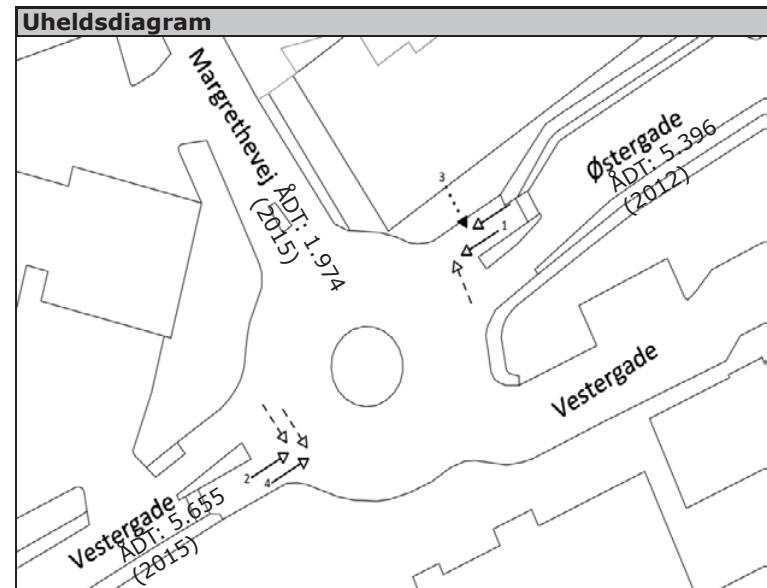 Uheldsdiagram
Margrethevej
ÅDT: 1.974
(2015)
Østergade
ÅDT: 5.396
(2012)
3
1
Vestergade
2
4
Vestergade
ÅDT: 5.655
(2015)